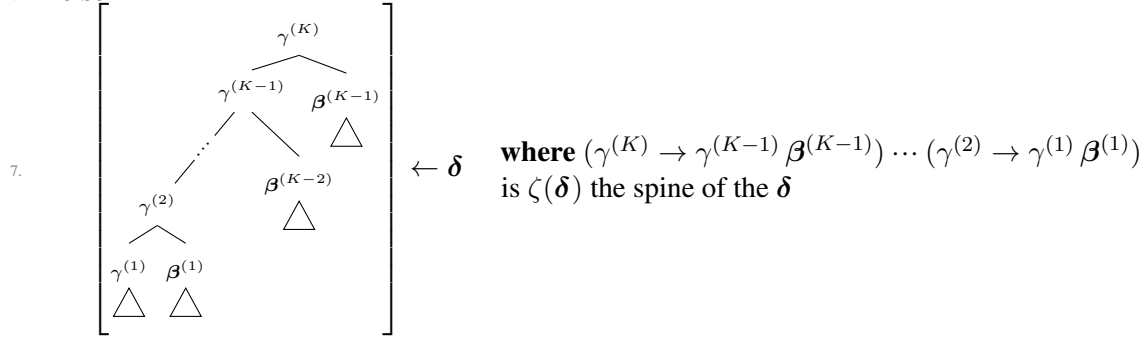 γ^(K)
γ^(K−1) 𝜷^(K−1)
⋯
𝜷^(K−2)
γ^(2)
γ^(1) 𝜷^(1)
7. ← 𝜹 where (γ^(K) → γ^(K−1) 𝜷^(K−1)) ⋯ (γ^(2) → γ^(1) 𝜷^(1))
is ζ(𝜹) the spine of the 𝜹